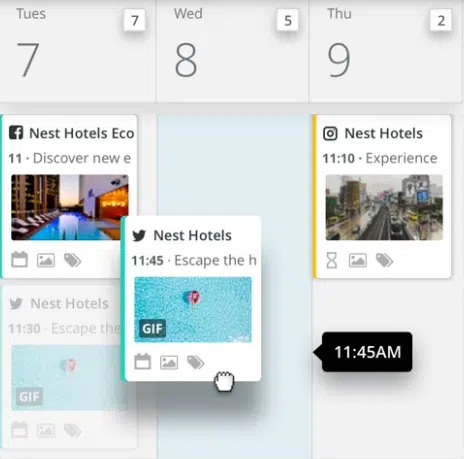 Tues
7
Wed
5
Thu
2
7
8
9
Nest Hotels Eco
11 · Discover new e
Nest Hotels
11:10 · Experience
Nest Hotels
11:45 · Escape the h
GIF
11:45AM
Nest Hotels
11:30 · Escape the
GIF